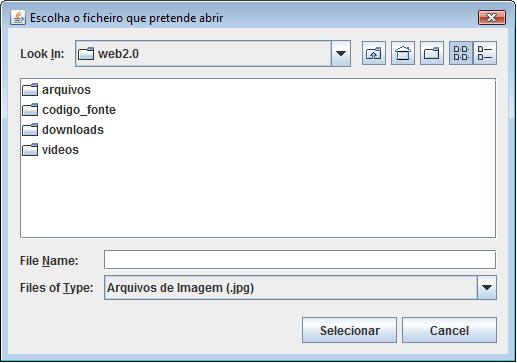 Escolha o ficheiro que pretende abrir
Look In: web2.0
arquivos
codigo_fonte
downloads
videos
File Name:
Files of Type: Arquivos de Imagem (.jpg)
Selecionar Cancel